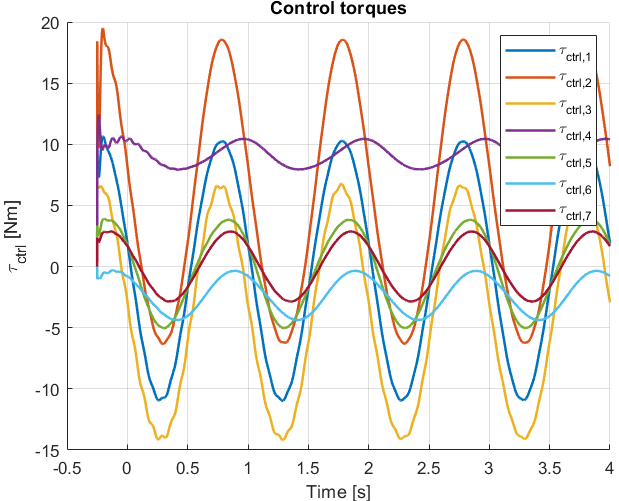 Control torques
20
15
10
5
0
-5
-10
-15
τctrl [Nm]
-0.5 0 0.5 1 1.5 2 2.5 3 3.5 4
Time [s]
τctrl,1
τctrl,2
τctrl,3
τctrl,4
τctrl,5
τctrl,6
τctrl,7